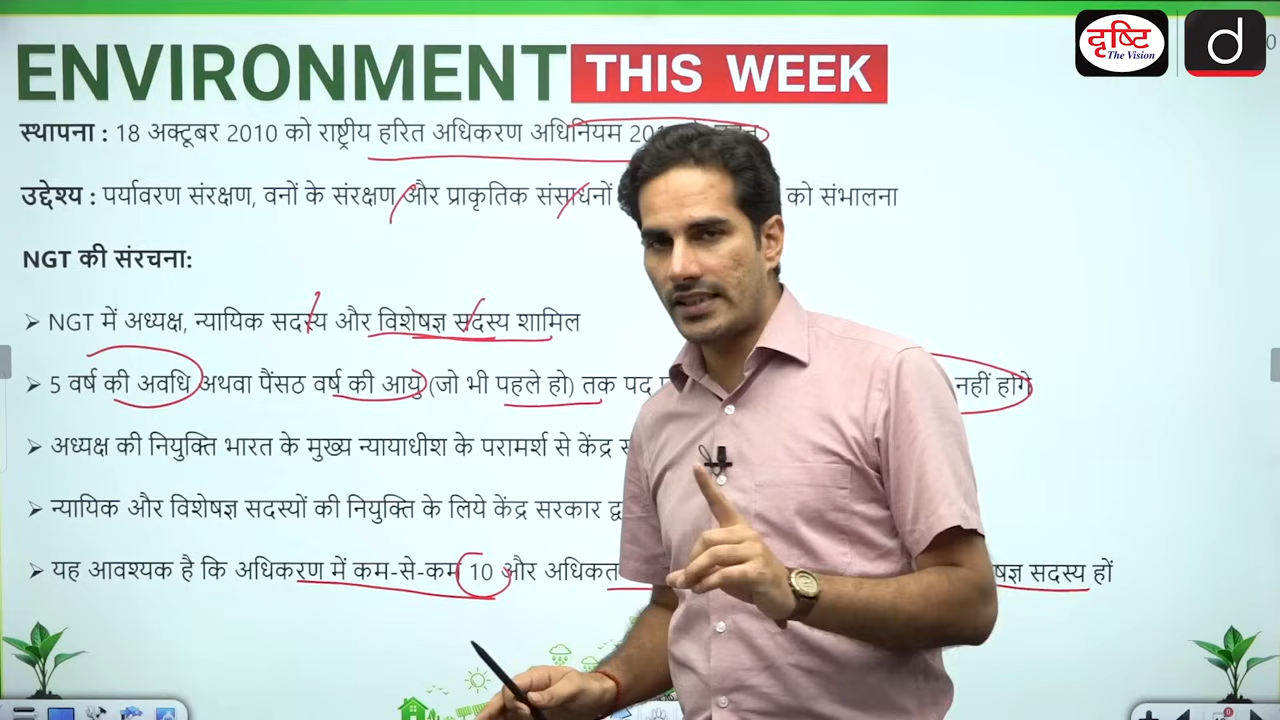 दृष्टि
The Vision
d
ENVIRONMENT THIS WEEK
स्थापना : 18 अक्टूबर 2010 को राष्ट्रीय हरित अधिकरण अधिनियम
उद्देश्य : पर्यावरण संरक्षण, वनों के संरक्षण और प्राकृतिक संसाधनों को संभालना
NGT की संरचना:
➢ NGT में अध्यक्ष, न्यायिक सदस्य और विशेषज्ञ सदस्य शामिल
➢ 5 वर्ष की अवधि अथवा पैंसठ वर्ष की आयु (जो भी पहले हो) तक पद नहीं होंगे
➢ अध्यक्ष की नियुक्ति भारत के मुख्य न्यायाधीश के परामर्श से केंद्र
➢ न्यायिक और विशेषज्ञ सदस्यों की नियुक्ति के लिये केंद्र सरकार
➢ यह आवश्यक है कि अधिकरण में कम-से-कम 10 और सदस्य हों